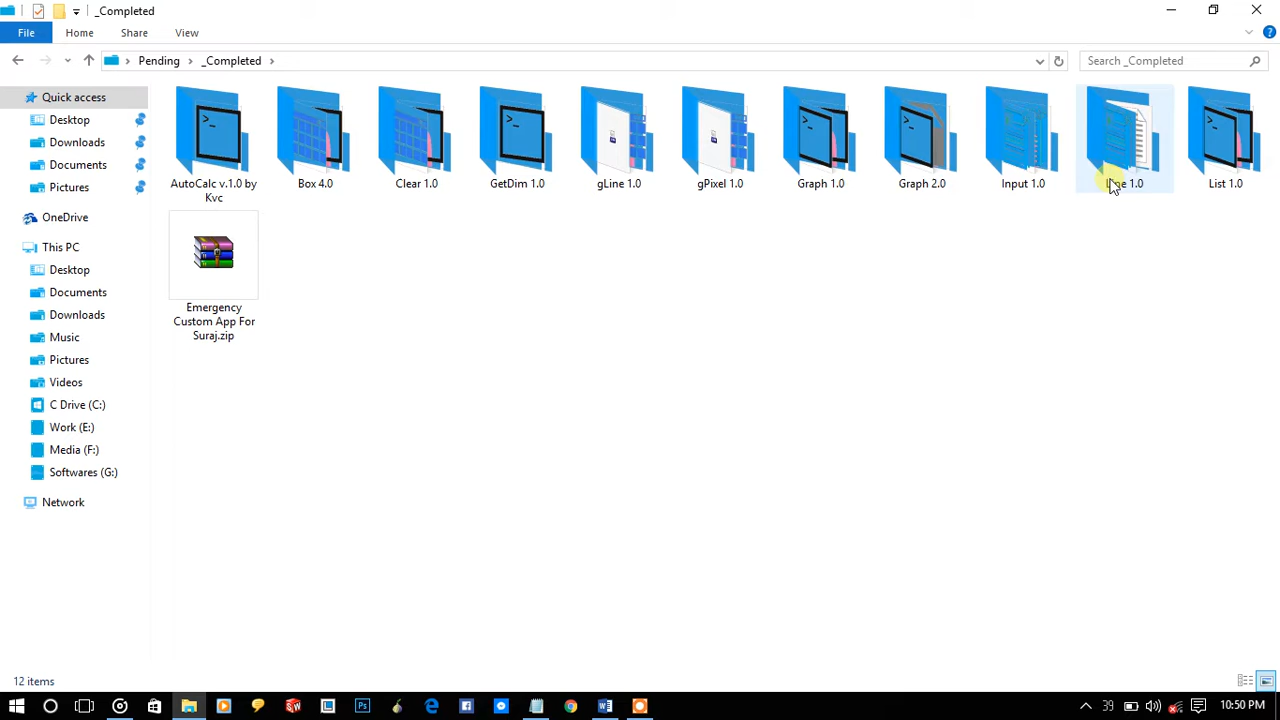 _Completed
File Home Share View
Pending _Completed
Search _Completed
Quick access
Desktop
Downloads
Documents
Pictures
OneDrive
This PC
Desktop
Documents
Downloads
Music
Pictures
Videos
C Drive (C:)
Work (E:)
Media (F:)
Softwares (G:)
Network
AutoCalc v.1.0 by
Kvc
Box 4.0
Clear 1.0
GetDim 1.0
gLine 1.0
gPixel 1.0
Graph 1.0
Graph 2.0
Input 1.0
Line 1.0
List 1.0
Emergency
Custom App For
Suraj.zip
12 items
39
10:50 PM